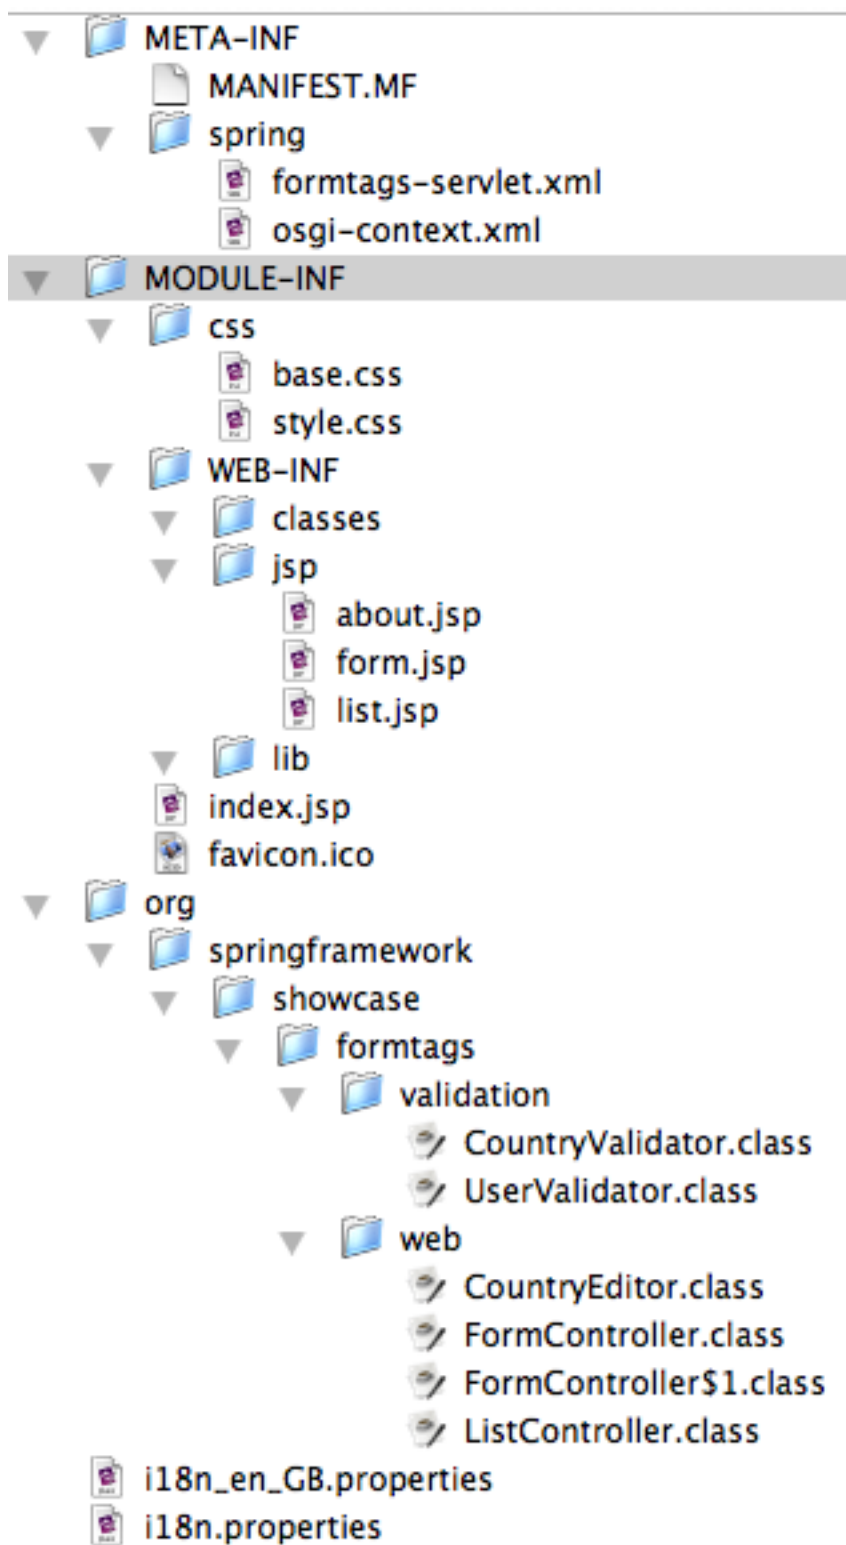 META-INF
MANIFEST.MF
spring
formtags-servlet.xml
osgi-context.xml
MODULE-INF
css
base.css
style.css
WEB-INF
classes
jsp
about.jsp
form.jsp
list.jsp
lib
index.jsp
favicon.ico
org
springframework
showcase
formtags
validation
CountryValidator.class
UserValidator.class
web
CountryEditor.class
FormController.class
FormController$1.class
ListController.class
i18n_en_GB.properties
i18n.properties